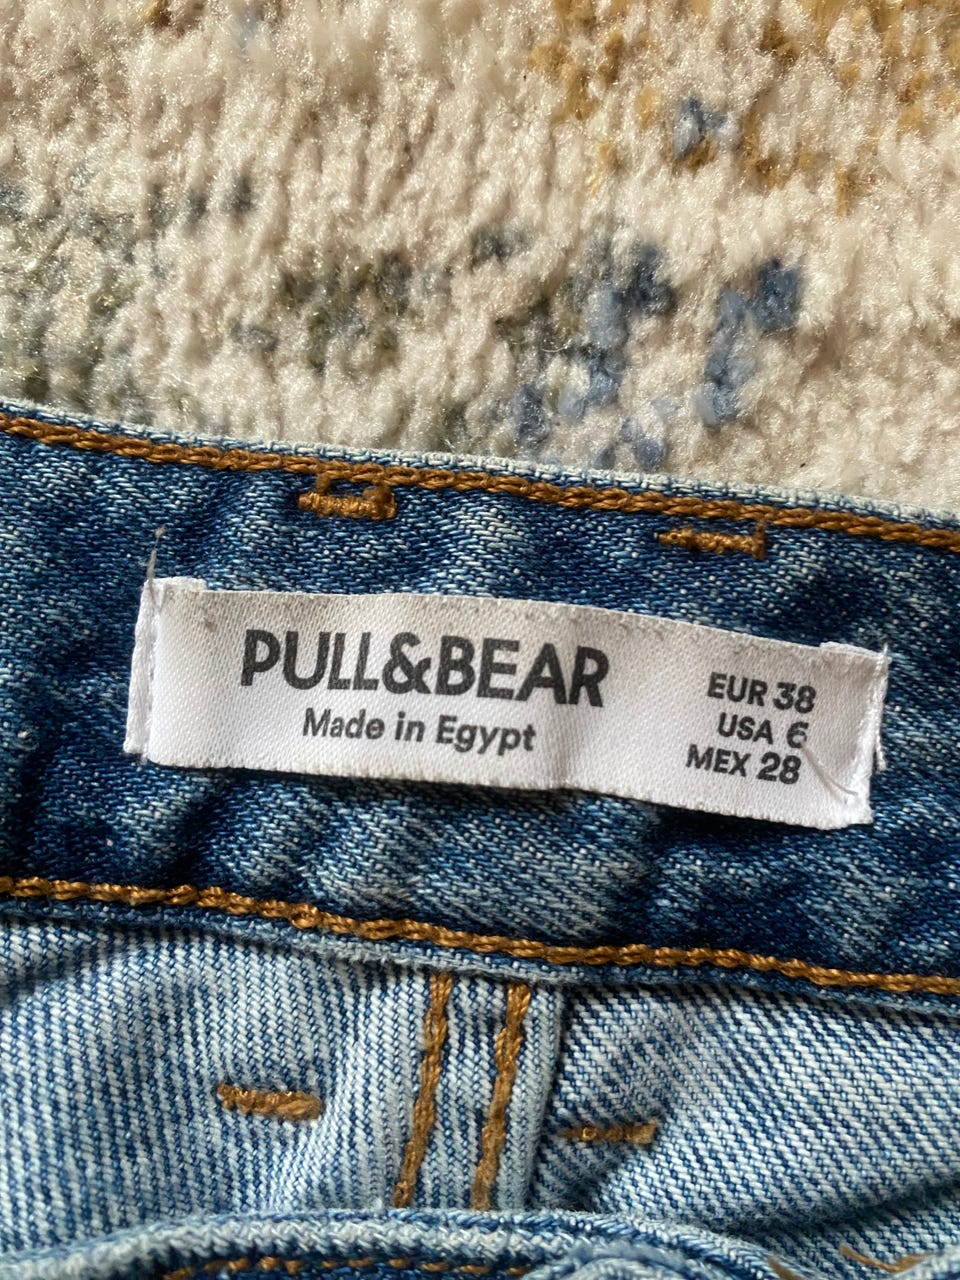 PULL&BEAR
Made in Egypt
EUR 38
USA 6
MEX 28